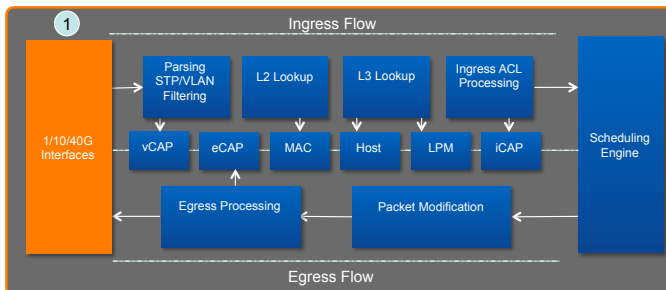 1
Ingress Flow
Parsing
STP/VLAN
Filtering
L2 Lookup
L3 Lookup
Ingress ACL
Processing
1/10/40G
Interfaces
vCAP
eCAP
MAC
Host
LPM
iCAP
Scheduling
Engine
Egress Processing
Packet Modification
Egress Flow